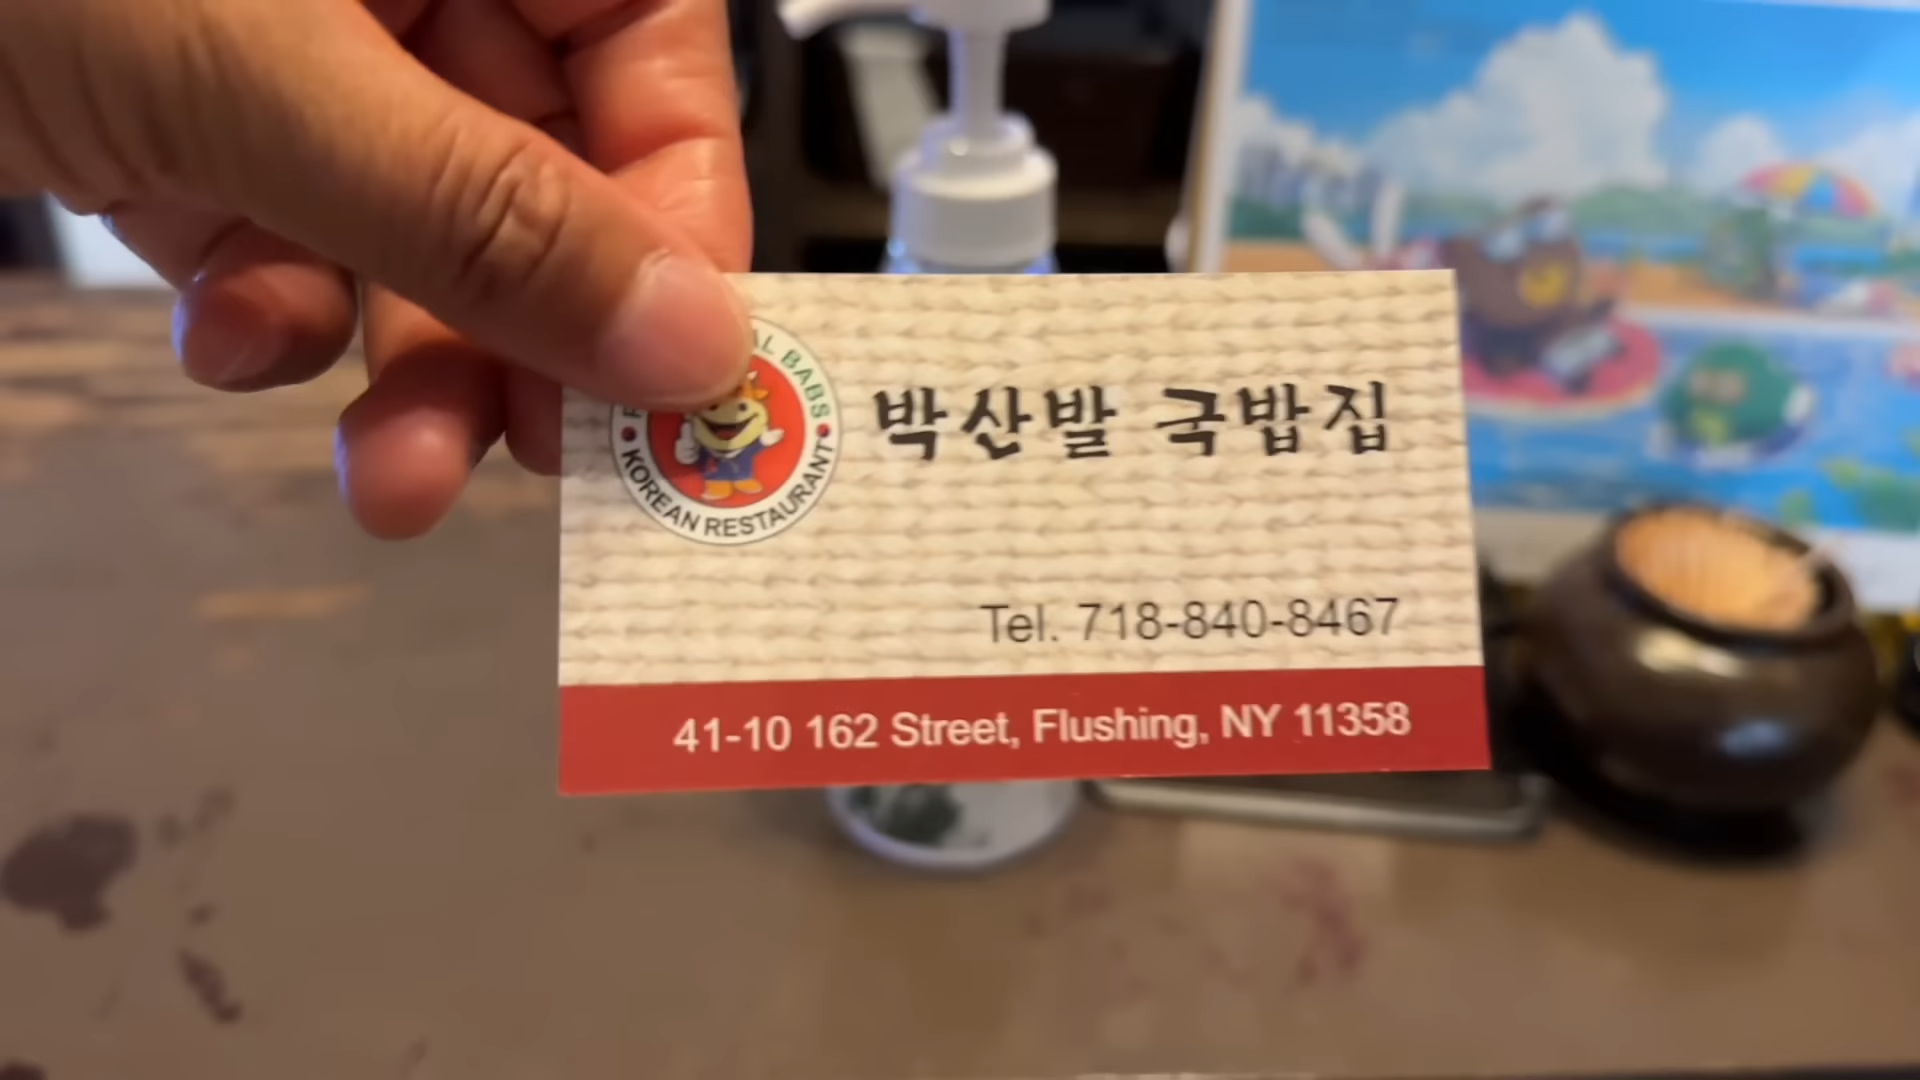 BABS
KOREAN RESTAURANT
박산발 국밥집
Tel. 718-840-8467
41-10 162 Street, Flushing, NY 11358